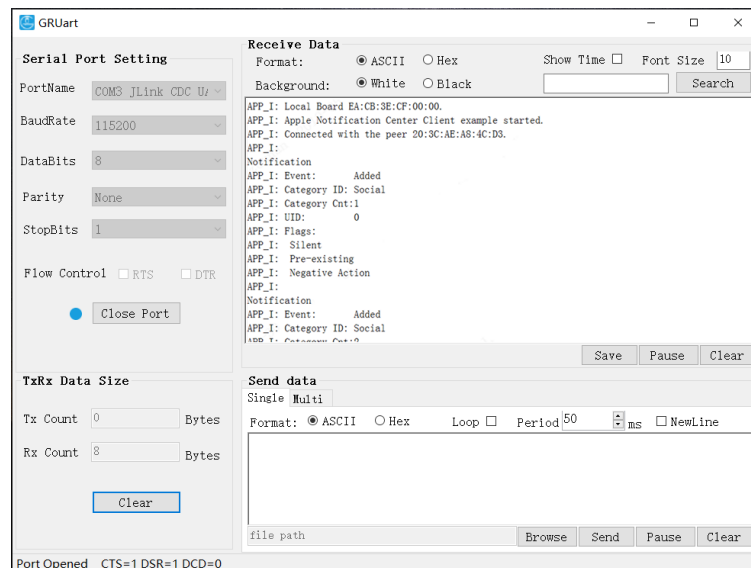 GRUart
Serial Port Setting
PortName COM3 JLink CDC UA
BaudRate 115200
DataBits 8
Parity None
StopBits 1
Flow Control RTS DTR
Close Port
TxRx Data Size
Tx Count 0 Bytes
Rx Count 8 Bytes
Clear
Receive Data
Format: ASCII Hex Show Time Font Size 10
Background: White Black Search
APP_I: Local Board EA:CB:3E:CF:00:00.
APP_I: Apple Notification Center Client example started.
APP_I: Connected with the peer 20:3C:AE:A8:4C:D3.
APP_I:
Notification
APP_I: Event: Added
APP_I: Category ID: Social
APP_I: Category Cnt:1
APP_I: UID: 0
APP_I: Flags:
APP_I: Silent
APP_I: Pre-existing
APP_I: Negative Action
APP_I:
Notification
APP_I: Event: Added
APP_I: Category ID: Social
APP_I: Category Cnt:2
Save Pause Clear
Send data
Single Multi
Format: ASCII Hex Loop Period 50 ms NewLine
file path Browse Send Pause Clear
Port Opened CTS=1 DSR=1 DCD=0